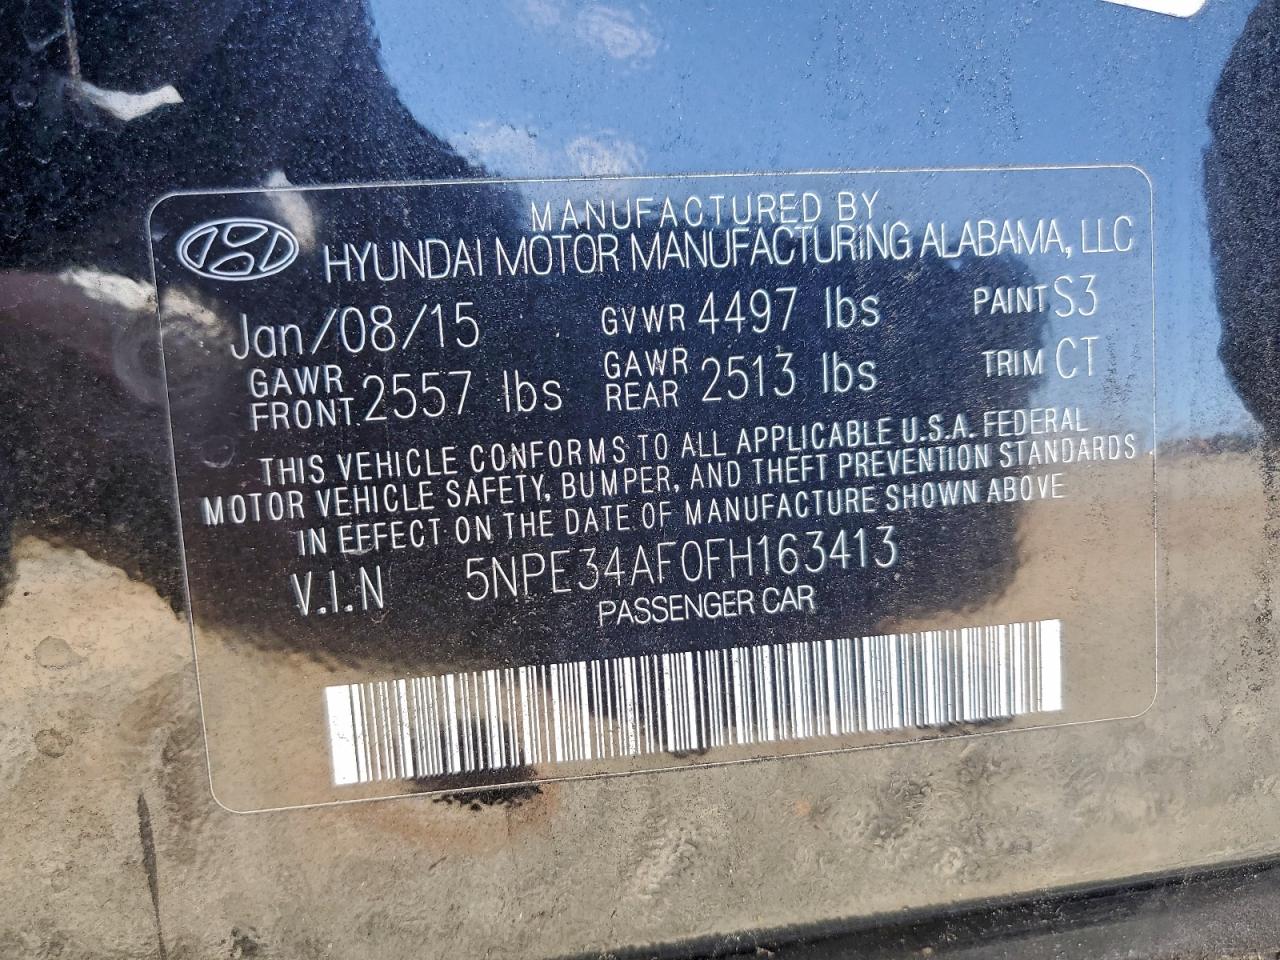 MANUFACTURED BY
HYUNDAI MOTOR MANUFACTURING ALABAMA, LLC
Jan/08/15 GVWR 4497 lbs PAINT S3
GAWR FRONT 2557 lbs GAWR REAR 2513 lbs TRIM CT
THIS VEHICLE CONFORMS TO ALL APPLICABLE U.S.A. FEDERAL
MOTOR VEHICLE SAFETY, BUMPER, AND THEFT PREVENTION STANDARDS
IN EFFECT ON THE DATE OF MANUFACTURE SHOWN ABOVE
V.I.N 5NPE34AF0FH163413
PASSENGER CAR